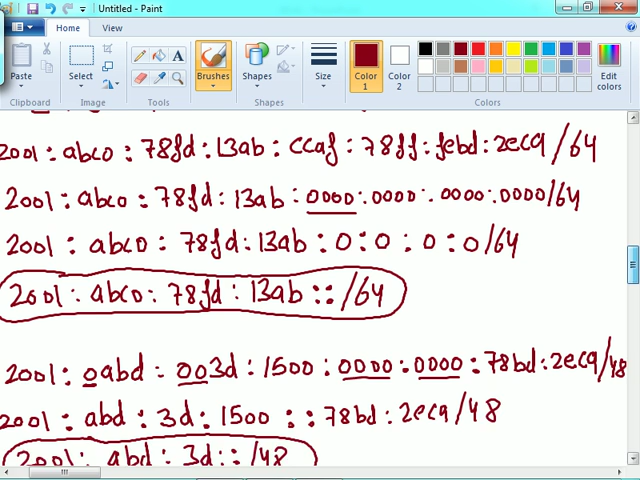 Untitled - Paint
Home View
Paste Select Brushes Shapes Size Color 1 Color 2 Edit colors
Clipboard Image Tools Shapes Colors
2001 : abc0 : 78fd : 13ab : ccaf : 78ff : febd : 2eca /64
2001 : abc0 : 78fd : 13ab : 0000 : 0000 : 0000 : 0000/64
2001 : abc0 : 78fd : 13ab : 0 : 0 : 0 : 0/64
2001 : abc0 : 78fd : 13ab :: /64
2001 : 0abd : 003d : 1500 : 0000 : 0000 : 78bd : 2eca/48
2001 : abd : 3d : 1500 : : 78bd : 2eca/48
2001 : abd : 3d :: /48